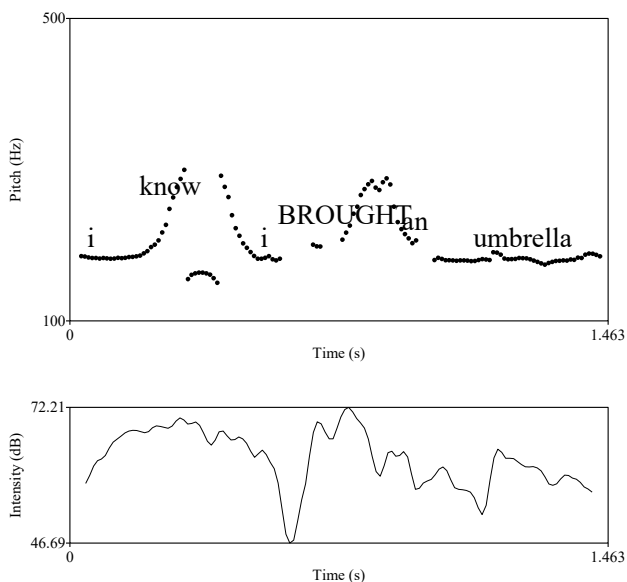 500
Pitch (Hz)
know
BROUGHT
i
i
an
umbrella
100
0
1.463
Time (s)
72.21
Intensity (dB)
46.69
0
1.463
Time (s)